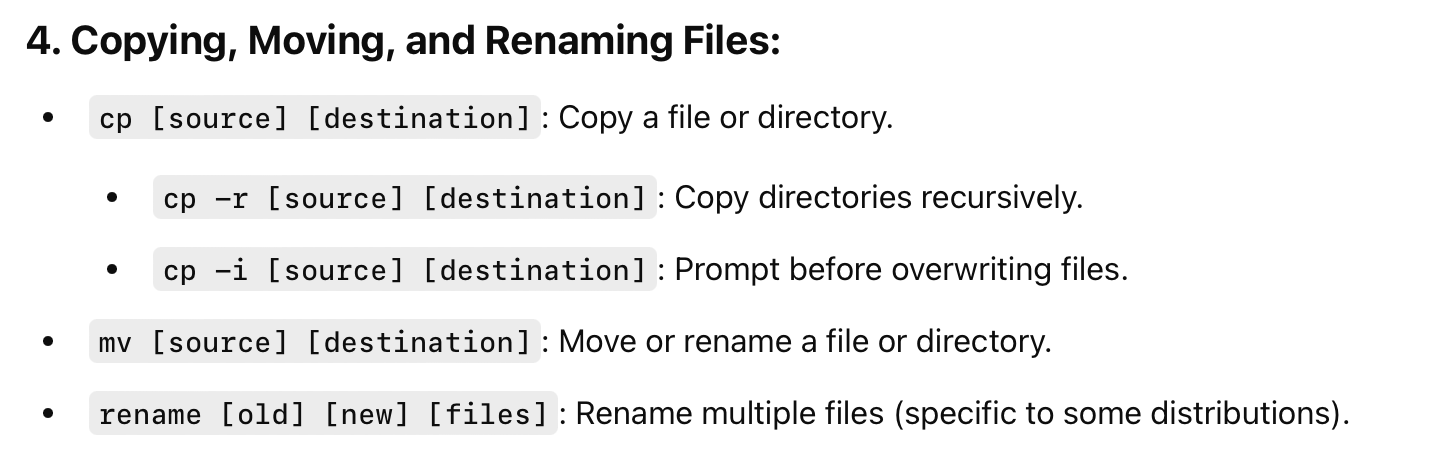 4. Copying, Moving, and Renaming Files:
• cp [source] [destination]: Copy a file or directory.
• cp -r [source] [destination]: Copy directories recursively.
• cp -i [source] [destination]: Prompt before overwriting files.
• mv [source] [destination]: Move or rename a file or directory.
• rename [old] [new] [files]: Rename multiple files (specific to some distributions).